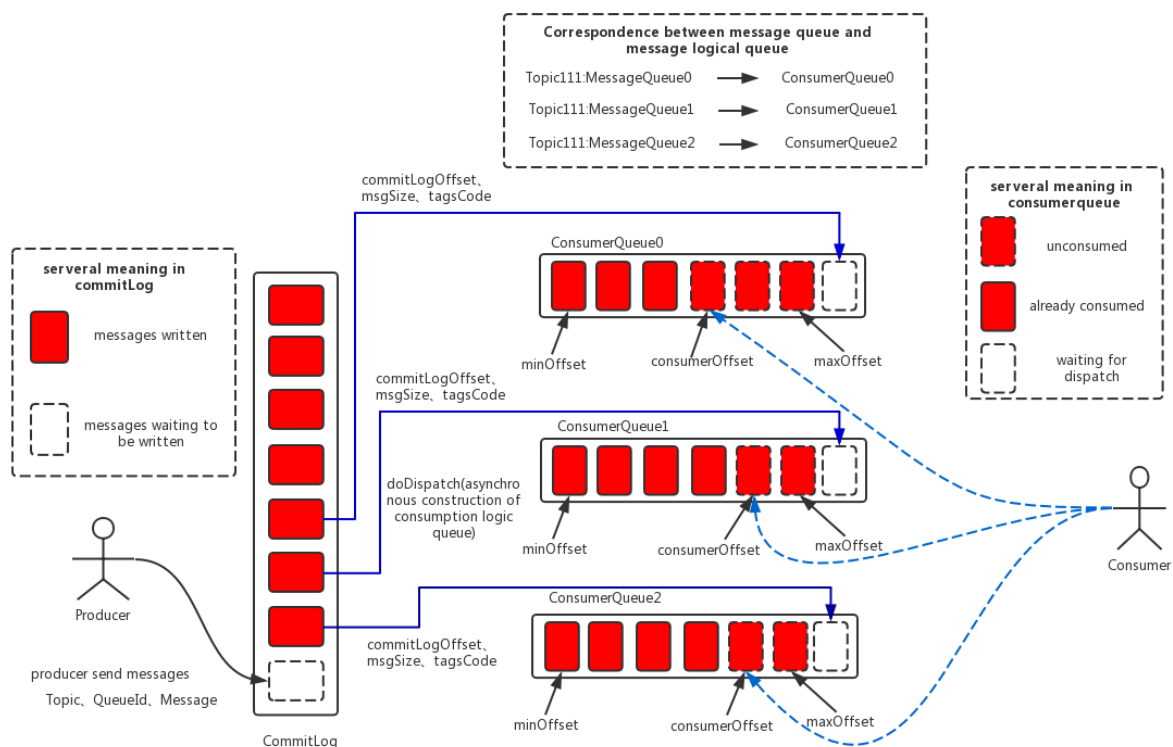 Correspondence between message queue and
message logical queue
Topic111:MessageQueue0
ConsumerQueue0
Topic111:MessageQueue1
ConsumerQueue1
Topic111:MessageQueue2
ConsumerQueue2
serveral meaning in
commitLog
messages written
messages waiting to
be written
serveral meaning in
consumerqueue
unconsumed
already consumed
waiting for
dispatch
commitLogOffset、
msgSize、tagsCode
ConsumerQueue0
minOffset
consumerOffset
maxOffset
commitLogOffset、
msgSize、tagsCode
ConsumerQueue1
doDispatch(asynchro
nous construction of
consumption logic
queue)
minOffset
consumerOffset
maxOffset
ConsumerQueue2
commitLogOffset、
msgSize、tagsCode
minOffset
consumerOffset
maxOffset
Producer
producer send messages
Topic、QueueId、Message
CommitLog
Consumer